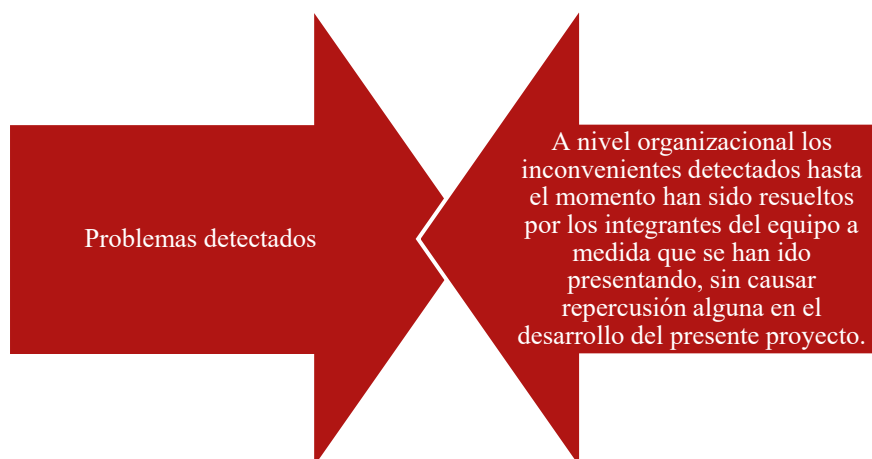 Problemas detectados
A nivel organizacional los
inconvenientes detectados hasta
el momento han sido resueltos
por los integrantes del equipo a
medida que se han ido
presentando, sin causar
repercusión alguna en el
desarrollo del presente proyecto.